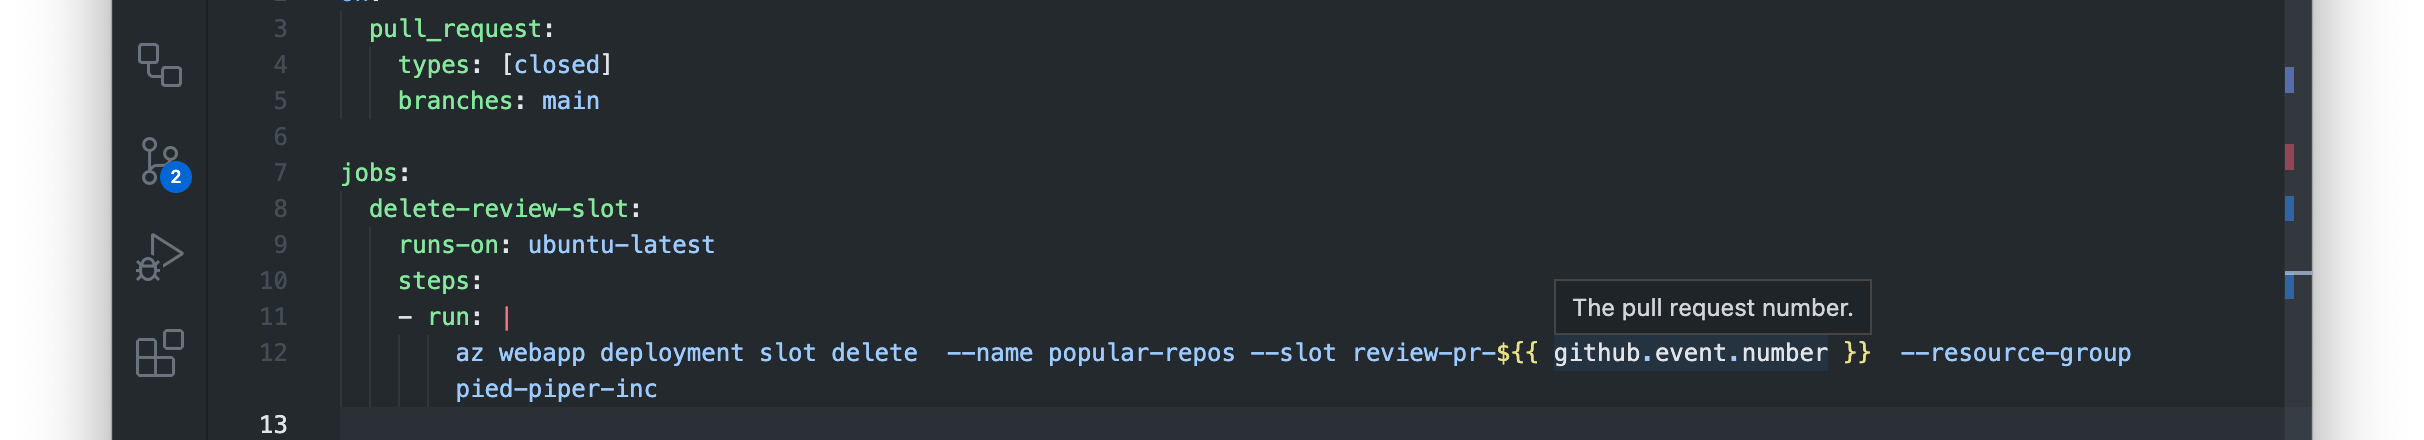 3 pull_request:
4 types: [closed]
5 branches: main
6
2
7 jobs:
8 delete-review-slot:
9 runs-on: ubuntu-latest
10 steps:
The pull request number.
11 - run: |
12 az webapp deployment slot delete  --name popular-repos --slot review-pr-${{ github.event.number }}  --resource-group
pied-piper-inc
13